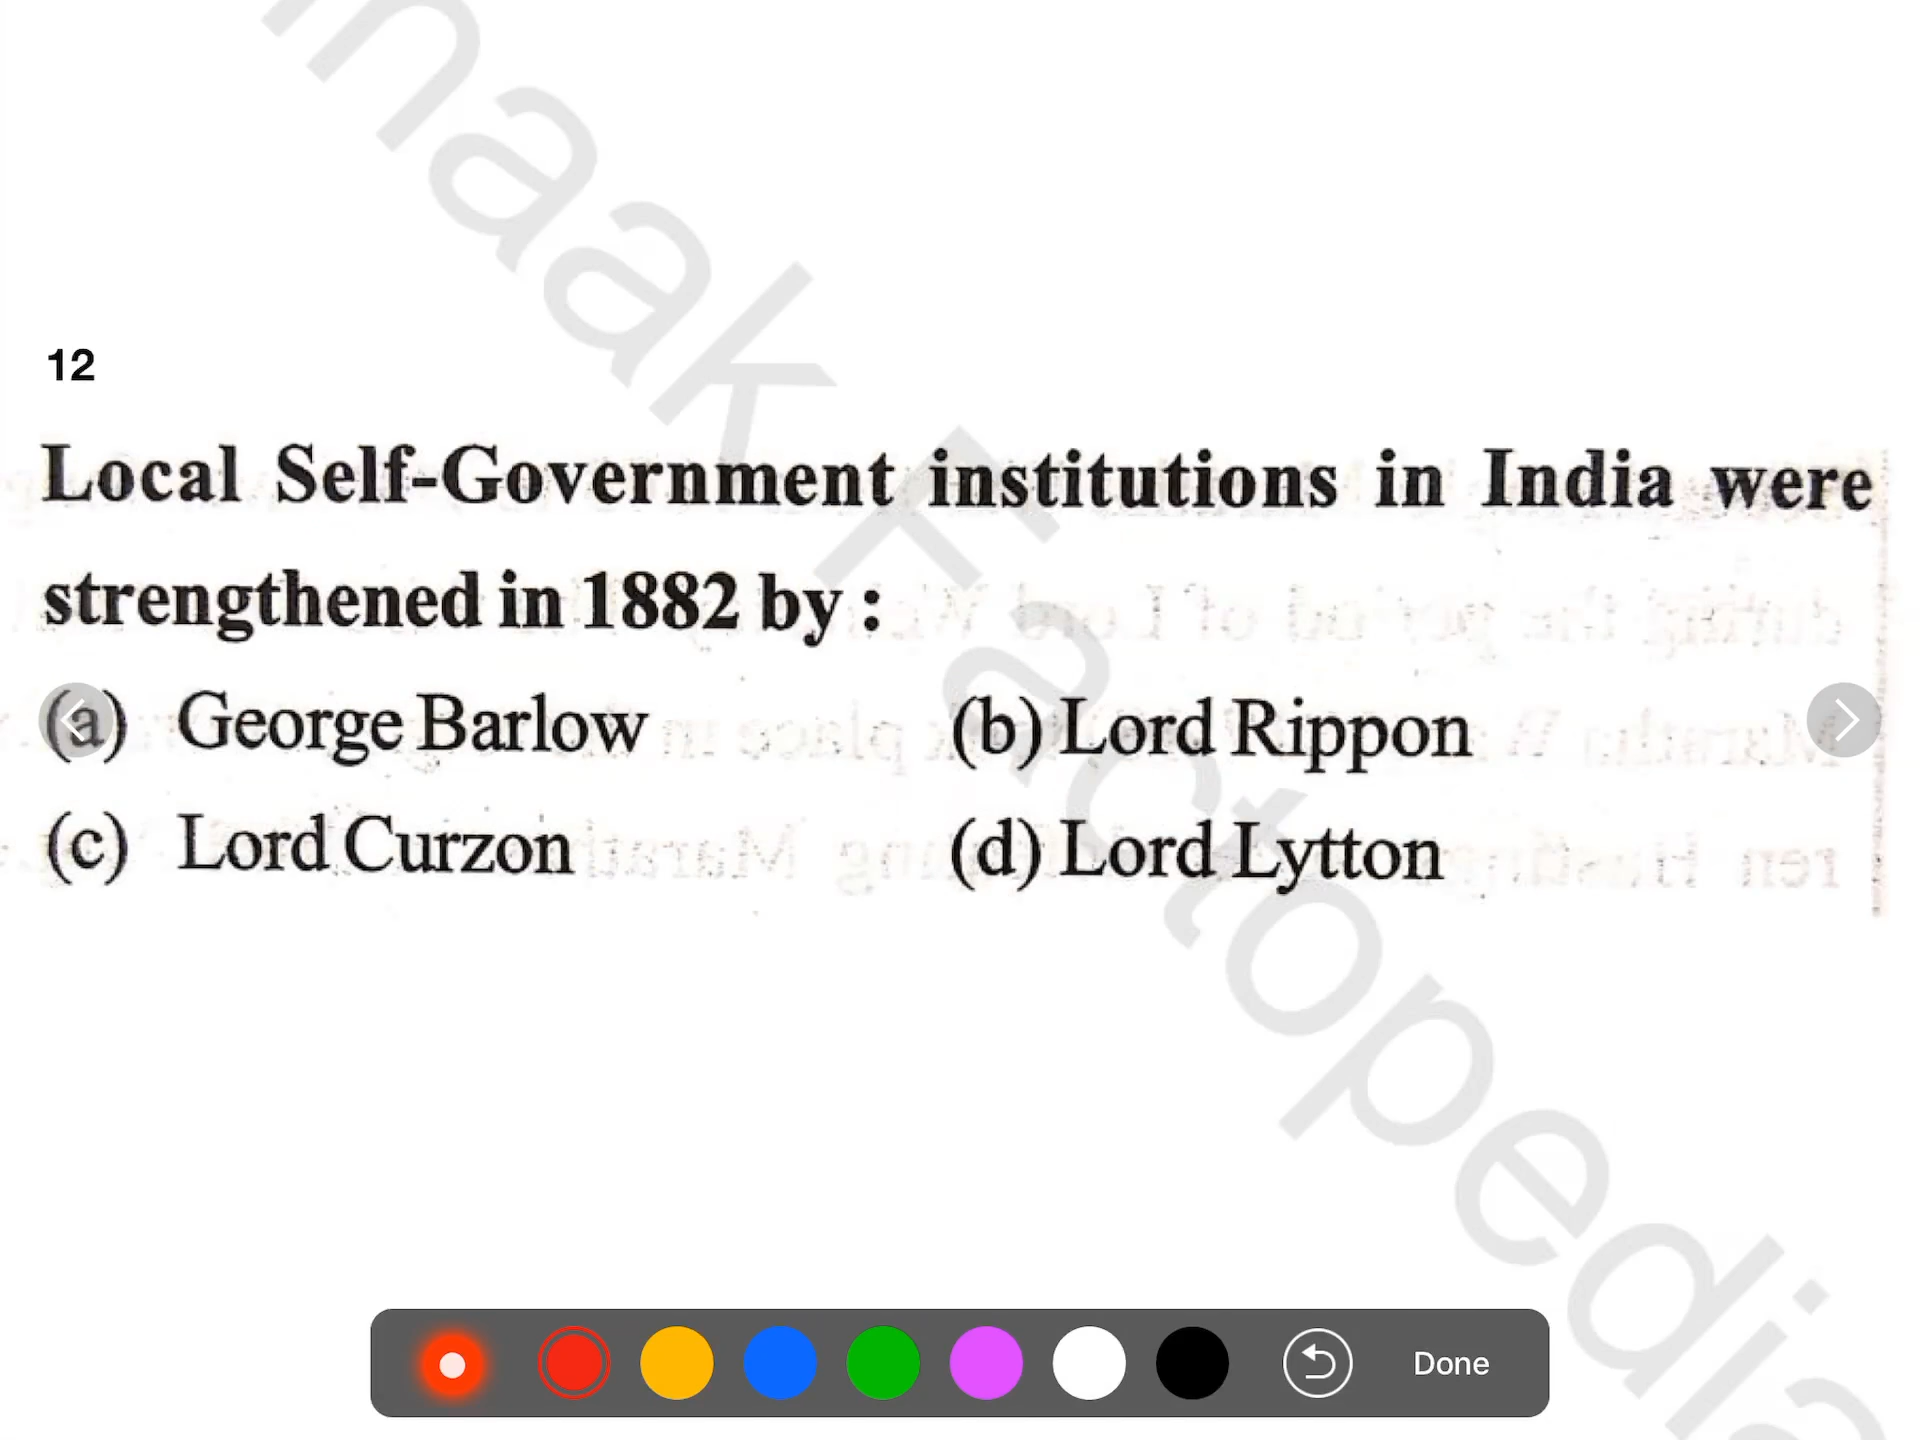 12
Local Self-Government institutions in India were
strengthened in 1882 by :
(a) George Barlow (b) Lord Rippon
(c) Lord Curzon (d) Lord Lytton
Done